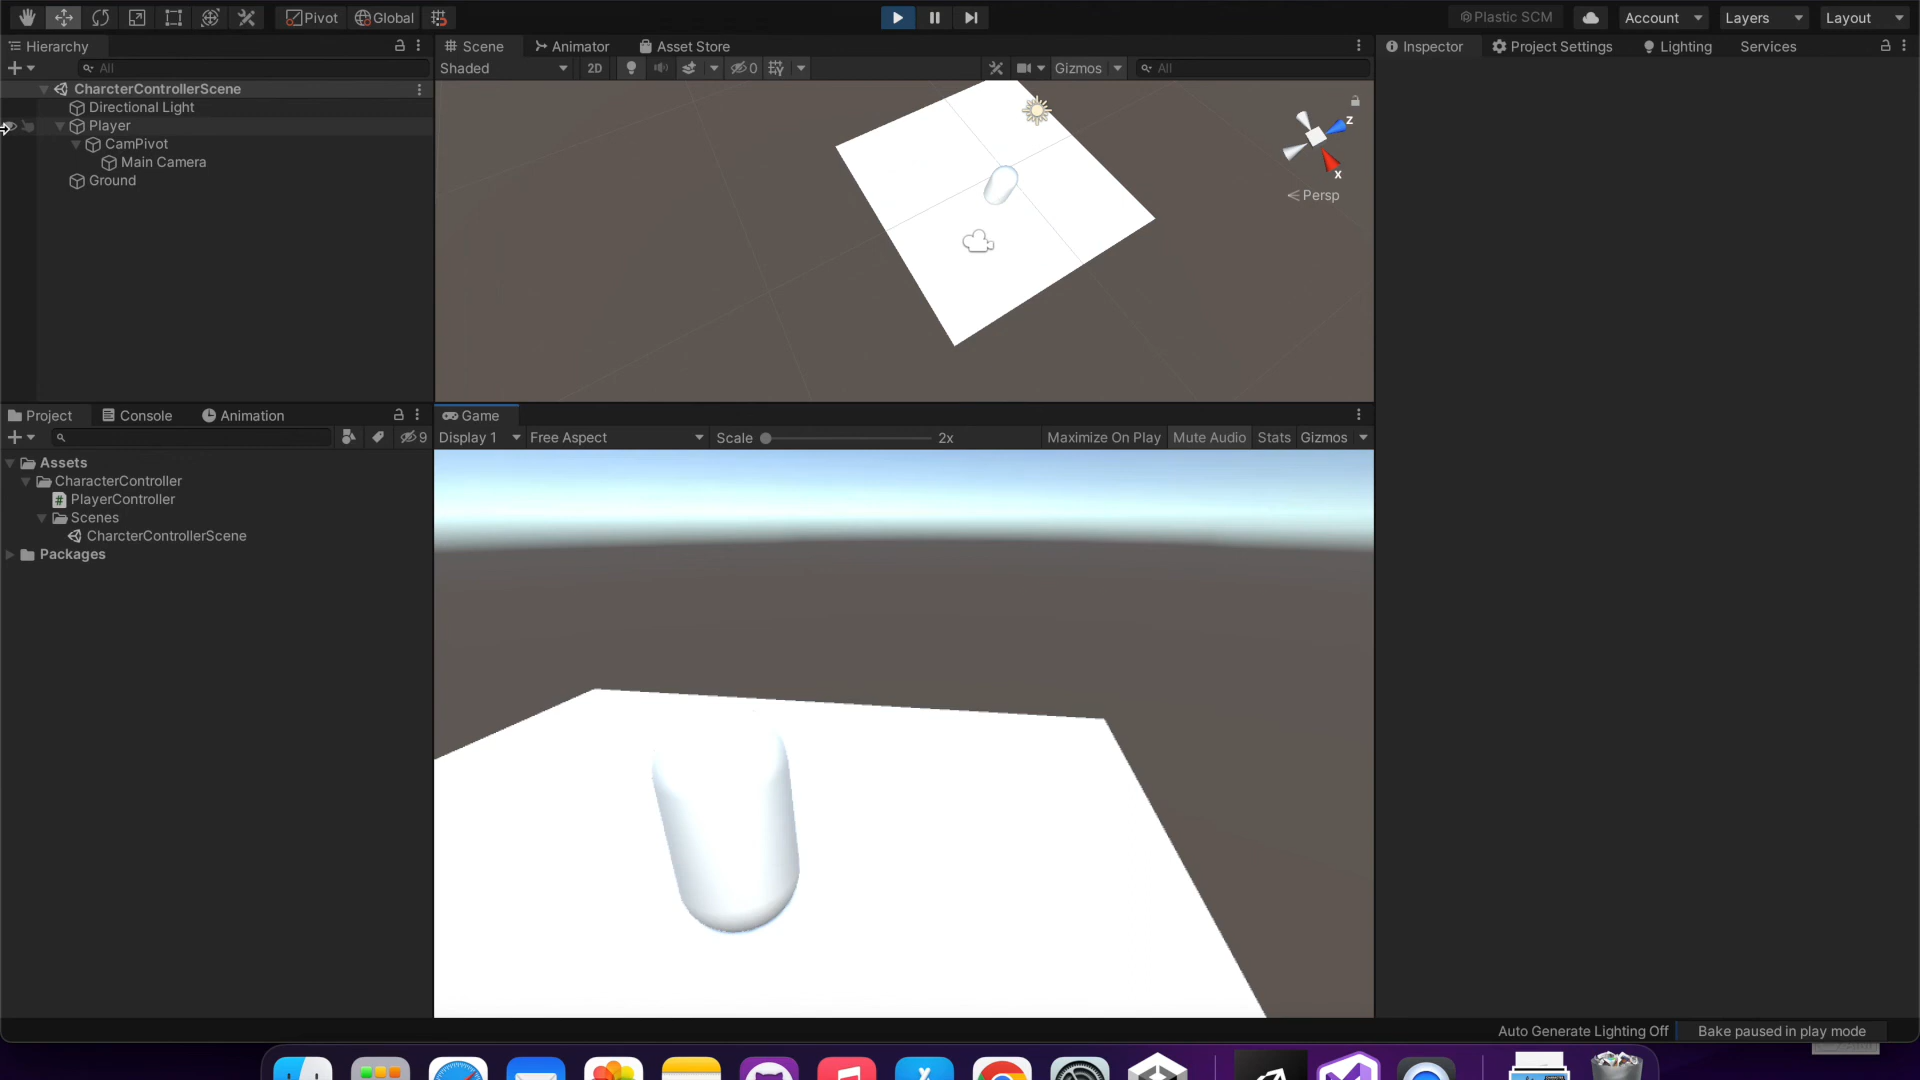 Pivot
Global
Plastic SCM
Account
Layers
Layout
Hierarchy
All
CharcterControllerScene
Directional Light
Player
CamPivot
Main Camera
Ground
Scene
Animator
Asset Store
Shaded
2D
0
Gizmos
All
z
x
Persp
Inspector
Project Settings
Lighting
Services
Project
Console
Animation
9
Assets
CharacterController
PlayerController
Scenes
CharcterControllerScene
Packages
Game
Display 1
Free Aspect
Scale
2x
Maximize On Play
Mute Audio
Stats
Gizmos
Auto Generate Lighting Off
Bake paused in play mode